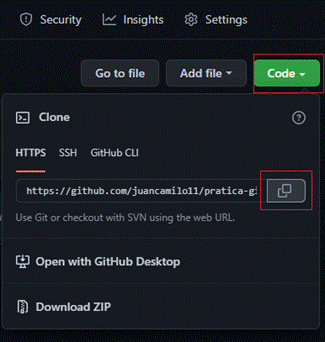 Security Insights Settings
Go to file Add file Code
Clone
HTTPS SSH GitHub CLI
https://github.com/juancamilo11/pratica-gi
Use Git or checkout with SVN using the web URL.
Open with GitHub Desktop
Download ZIP